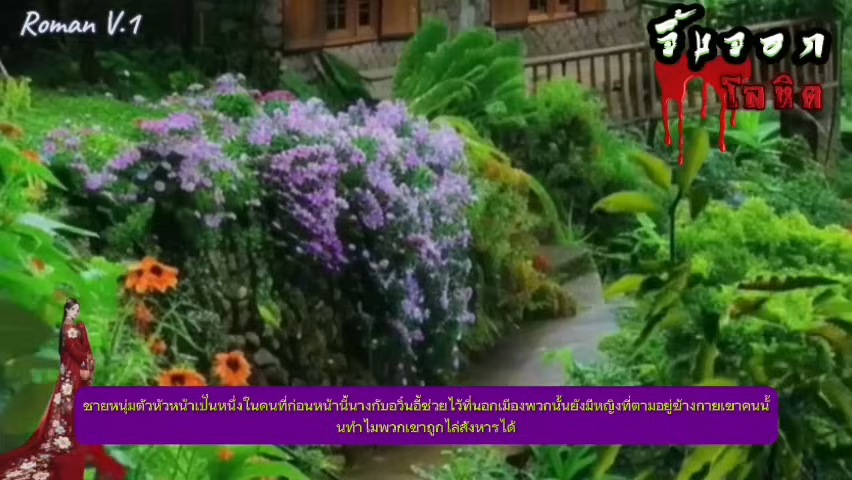 Roman V.1
จิ้งจอก
โลหิต
ชายหนุ่มตัวหัวหน้าเป็นหนึ่งในคนที่ก่อนหน้านี้นางกับอวิ๋นอี้ช่วยไว้ที่นอกเมืองพวกนั้นยังมีหญิงที่ตามอยู่ข้างกายเขาคนนั้
นทำไมพวกเขาถูกไล่สังหารได้